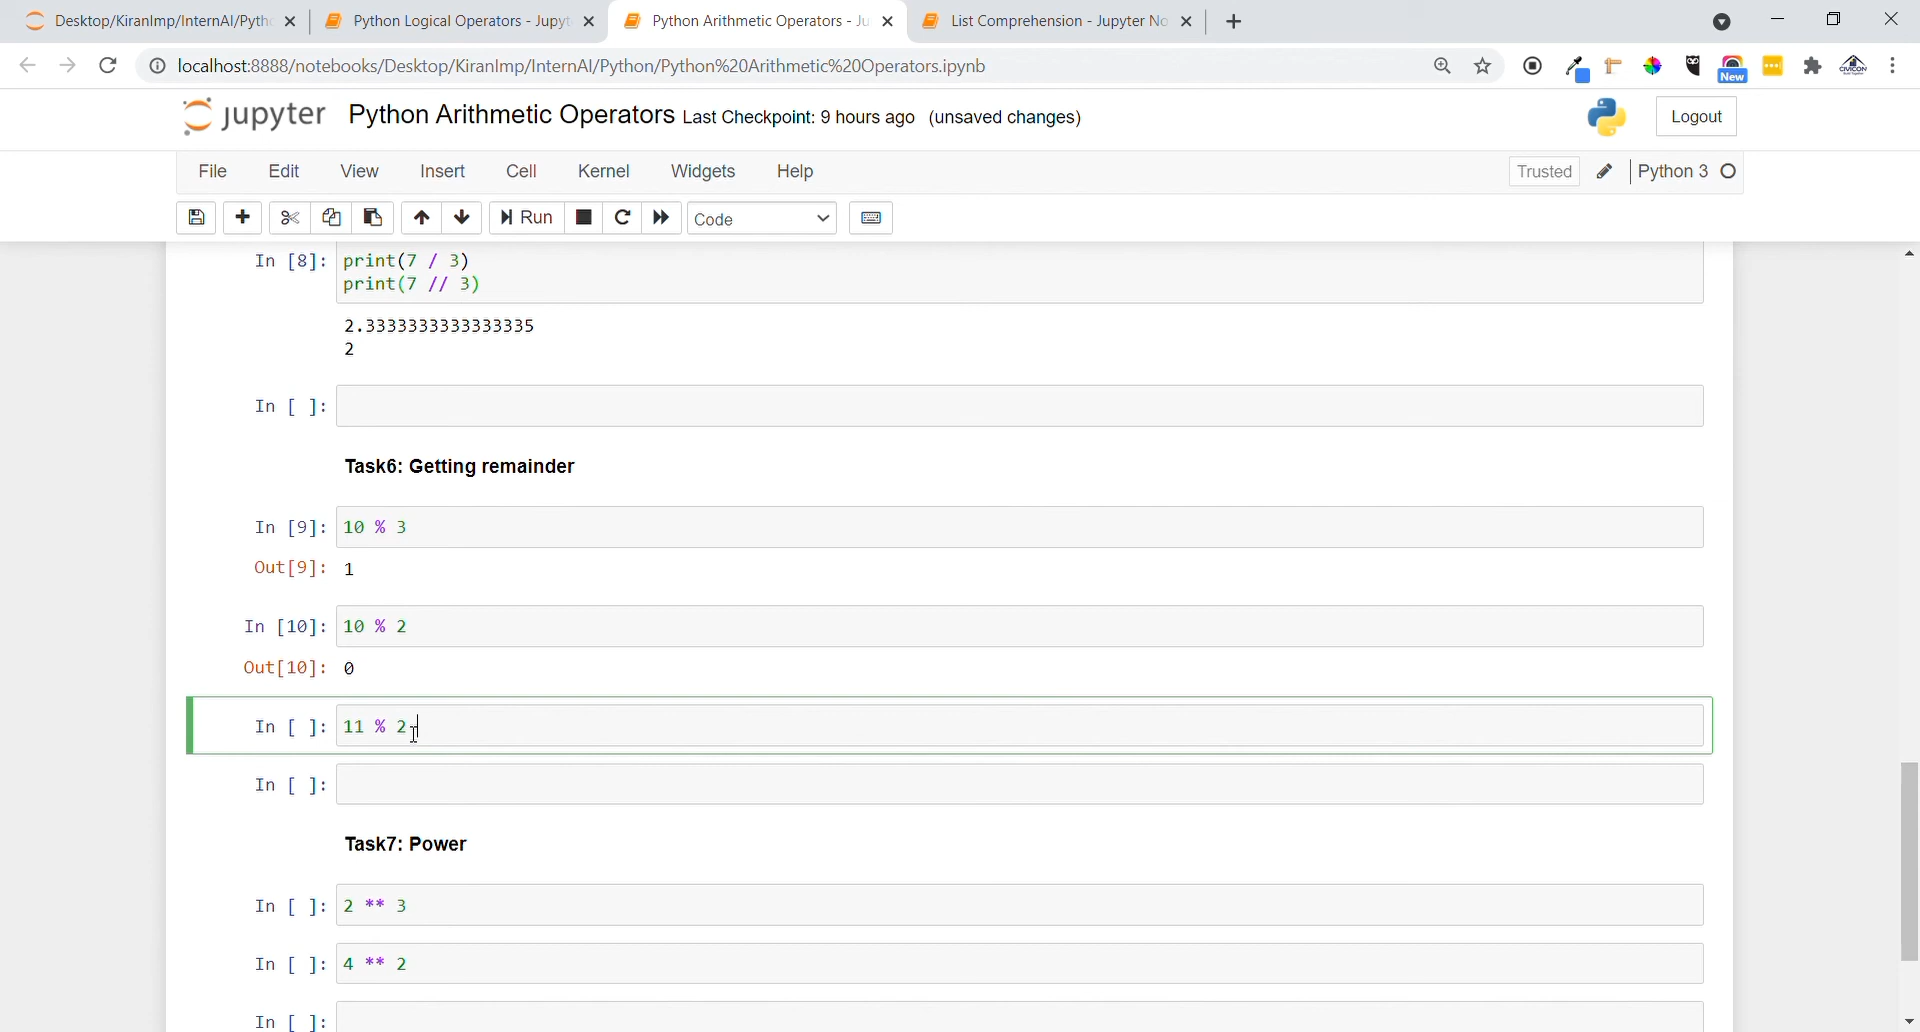 Desktop/KiranImp/InternAI/Pyth
Python Logical Operators - Jupyt
Python Arithmetic Operators - Ju
List Comprehension - Jupyter No
localhost:8888/notebooks/Desktop/KiranImp/InternAI/Python/Python%20Arithmetic%20Operators.ipynb
New
CIVICON
jupyter Python Arithmetic Operators Last Checkpoint: 9 hours ago (unsaved changes)
Logout
File Edit View Insert Cell Kernel Widgets Help
Trusted
Python 3
Run
Code
In [8]: print(7 / 3)
print(7 // 3)
2.3333333333333335
2
In [ ]:
Task6: Getting remainder
In [9]: 10 % 3
Out[9]: 1
In [10]: 10 % 2
Out[10]: 0
In [ ]: 11 % 2
In [ ]:
Task7: Power
In [ ]: 2 ** 3
In [ ]: 4 ** 2
In [ ]: